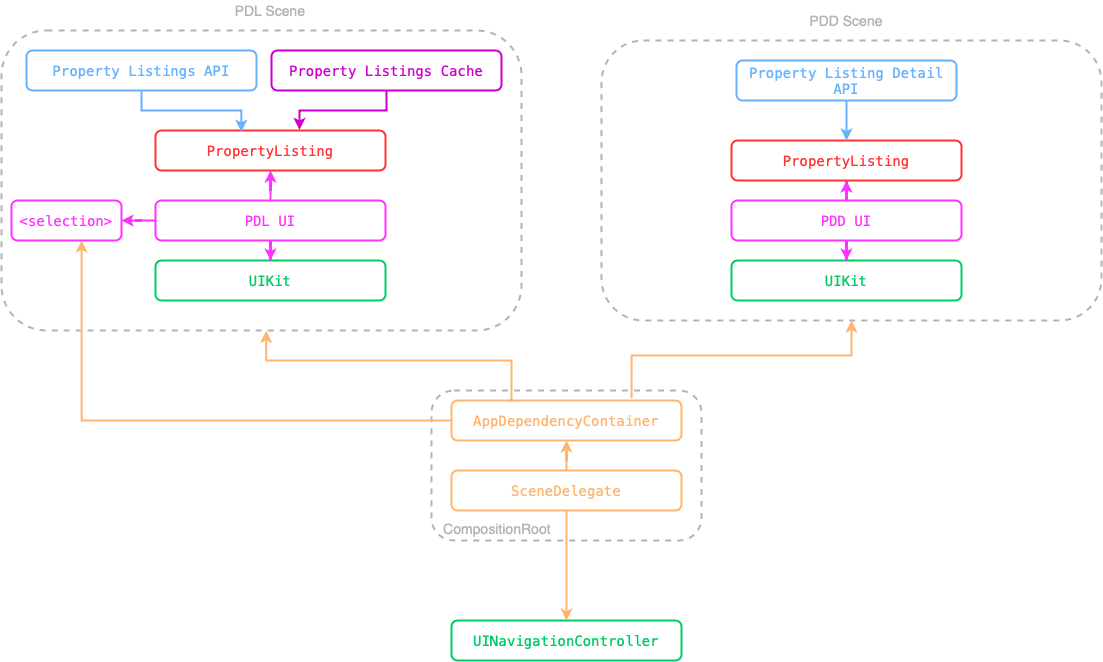 PDL Scene
PDD Scene
Property Listings API
Property Listings Cache
Property Listing Detail
API
PropertyListing
PropertyListing
<selection>
PDL UI
PDD UI
UIKit
UIKit
AppDependencyContainer
SceneDelegate
CompositionRoot
UINavigationController